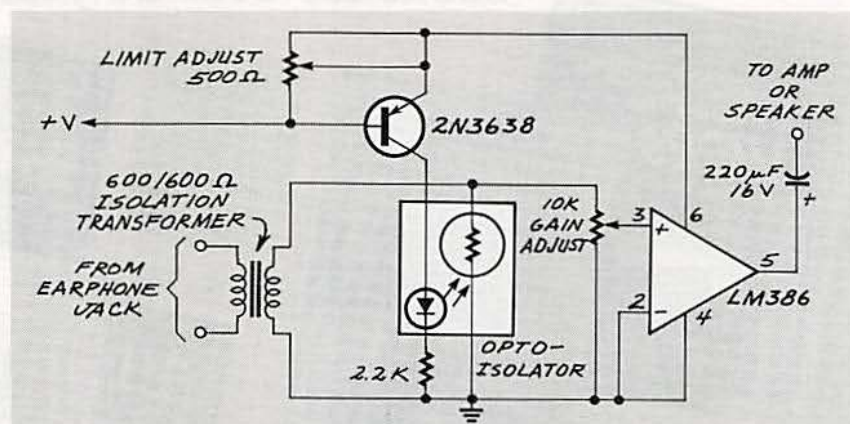 LIMIT ADJUST
500Ω
+V
2N3638
600/600Ω
ISOLATION
TRANSFORMER
FROM
EARPHONE
JACK
2.2K
OPTO-
ISOLATOR
10K
GAIN
ADJUST
3
+
2
-
6
5
4
LM386
TO AMP
OR
SPEAKER
220µF
16V
+